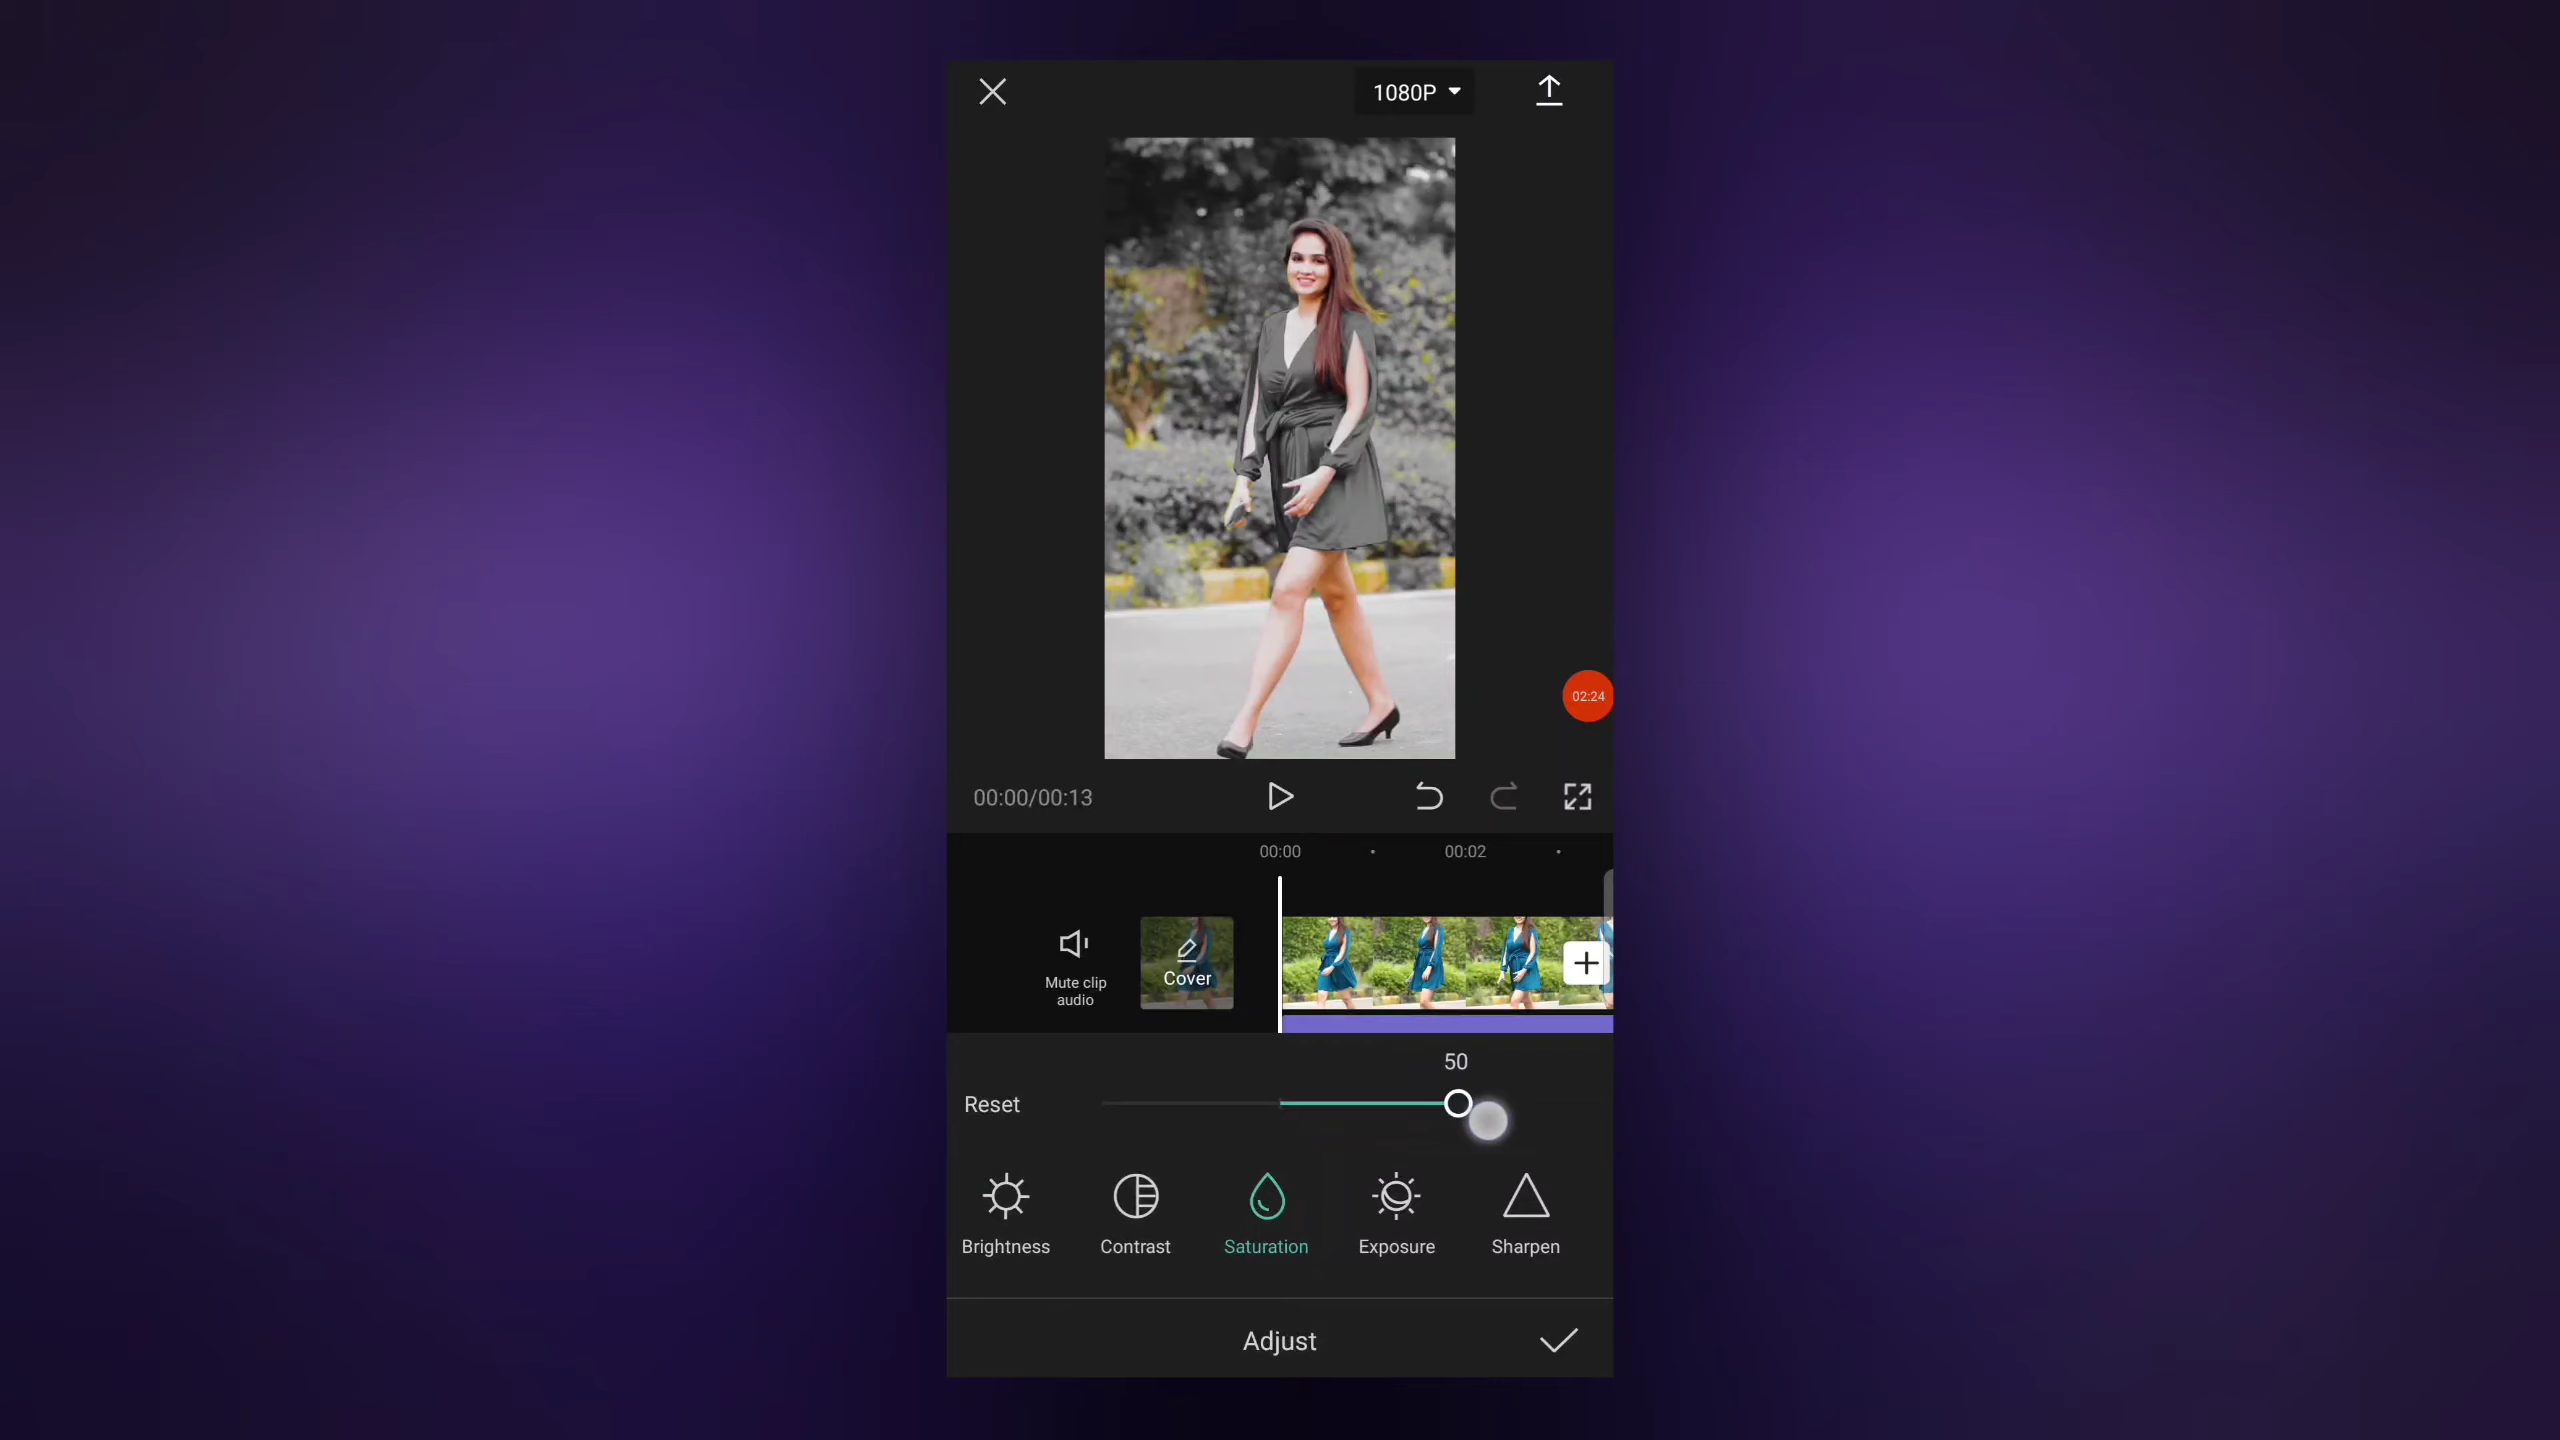 1080P
02:24
00:00/00:13
00:00
00:02
Mute clip
audio
Cover
50
Reset
Brightness
Contrast
Saturation
Exposure
Sharpen
Adjust